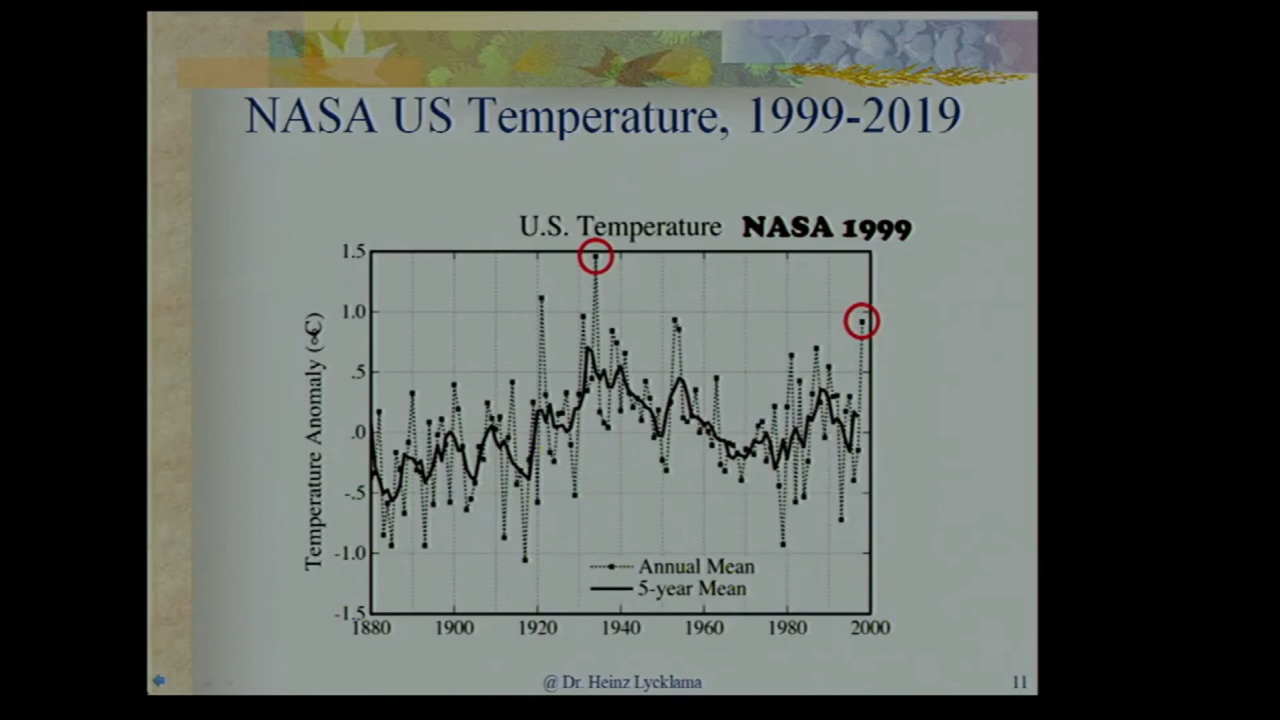 NASA US Temperature, 1999-2019
U.S. Temperature NASA 1999
Temperature Anomaly (∝C)
1.5
1.0
.5
.0
-.5
-1.0
-1.5
Annual Mean
5-year Mean
1880 1900 1920 1940 1960 1980 2000
@ Dr. Heinz Lycklama
11